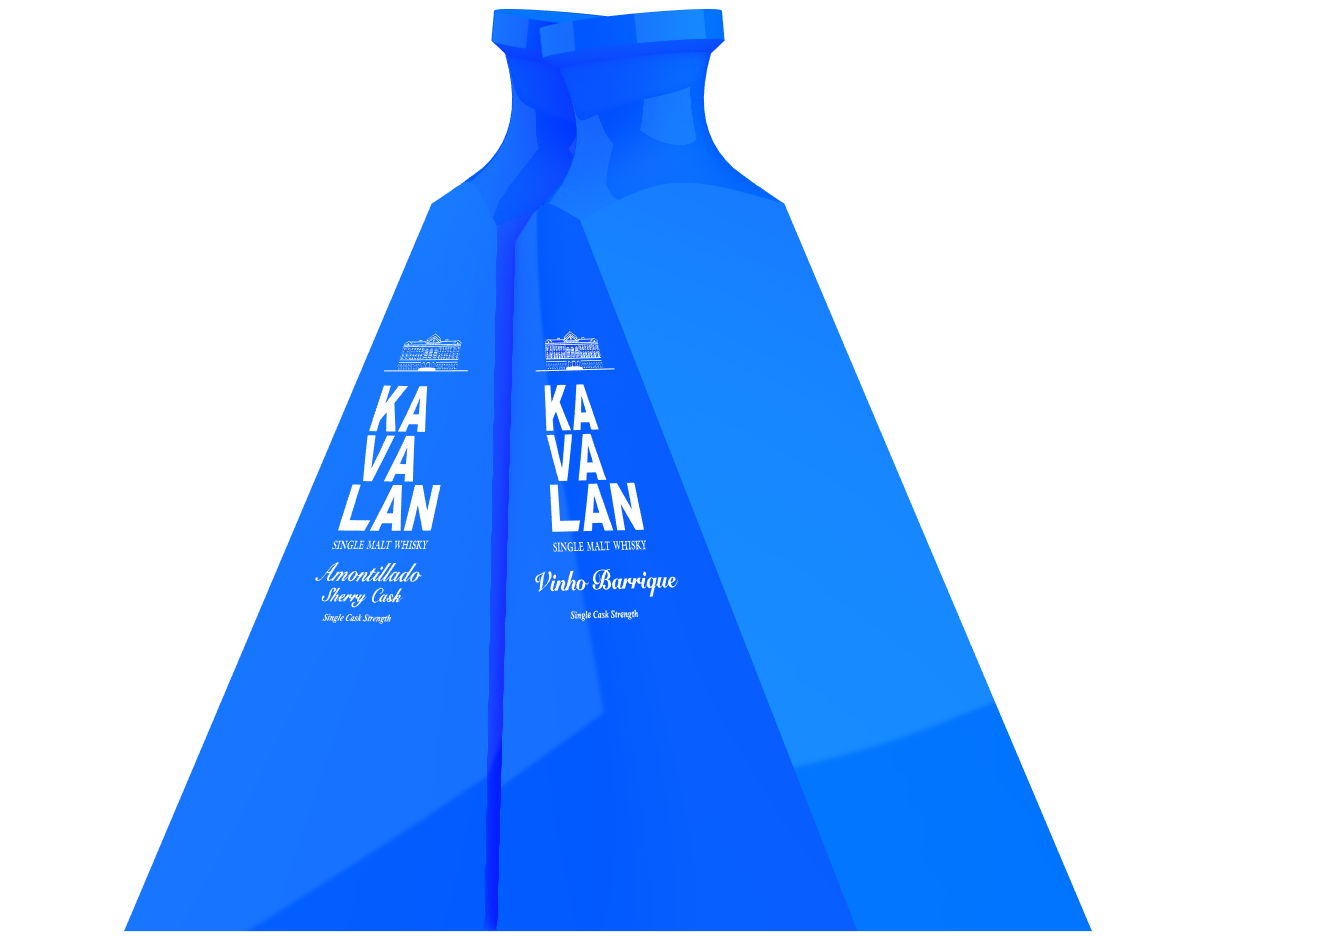 KA
VA
LAN
SINGLE MALT WHISKY
Amontillado
Sherry Cask
Single Cask Strength
KA
VA
LAN
SINGLE MALT WHISKY
Vinho Barrique
Single Cask Strength